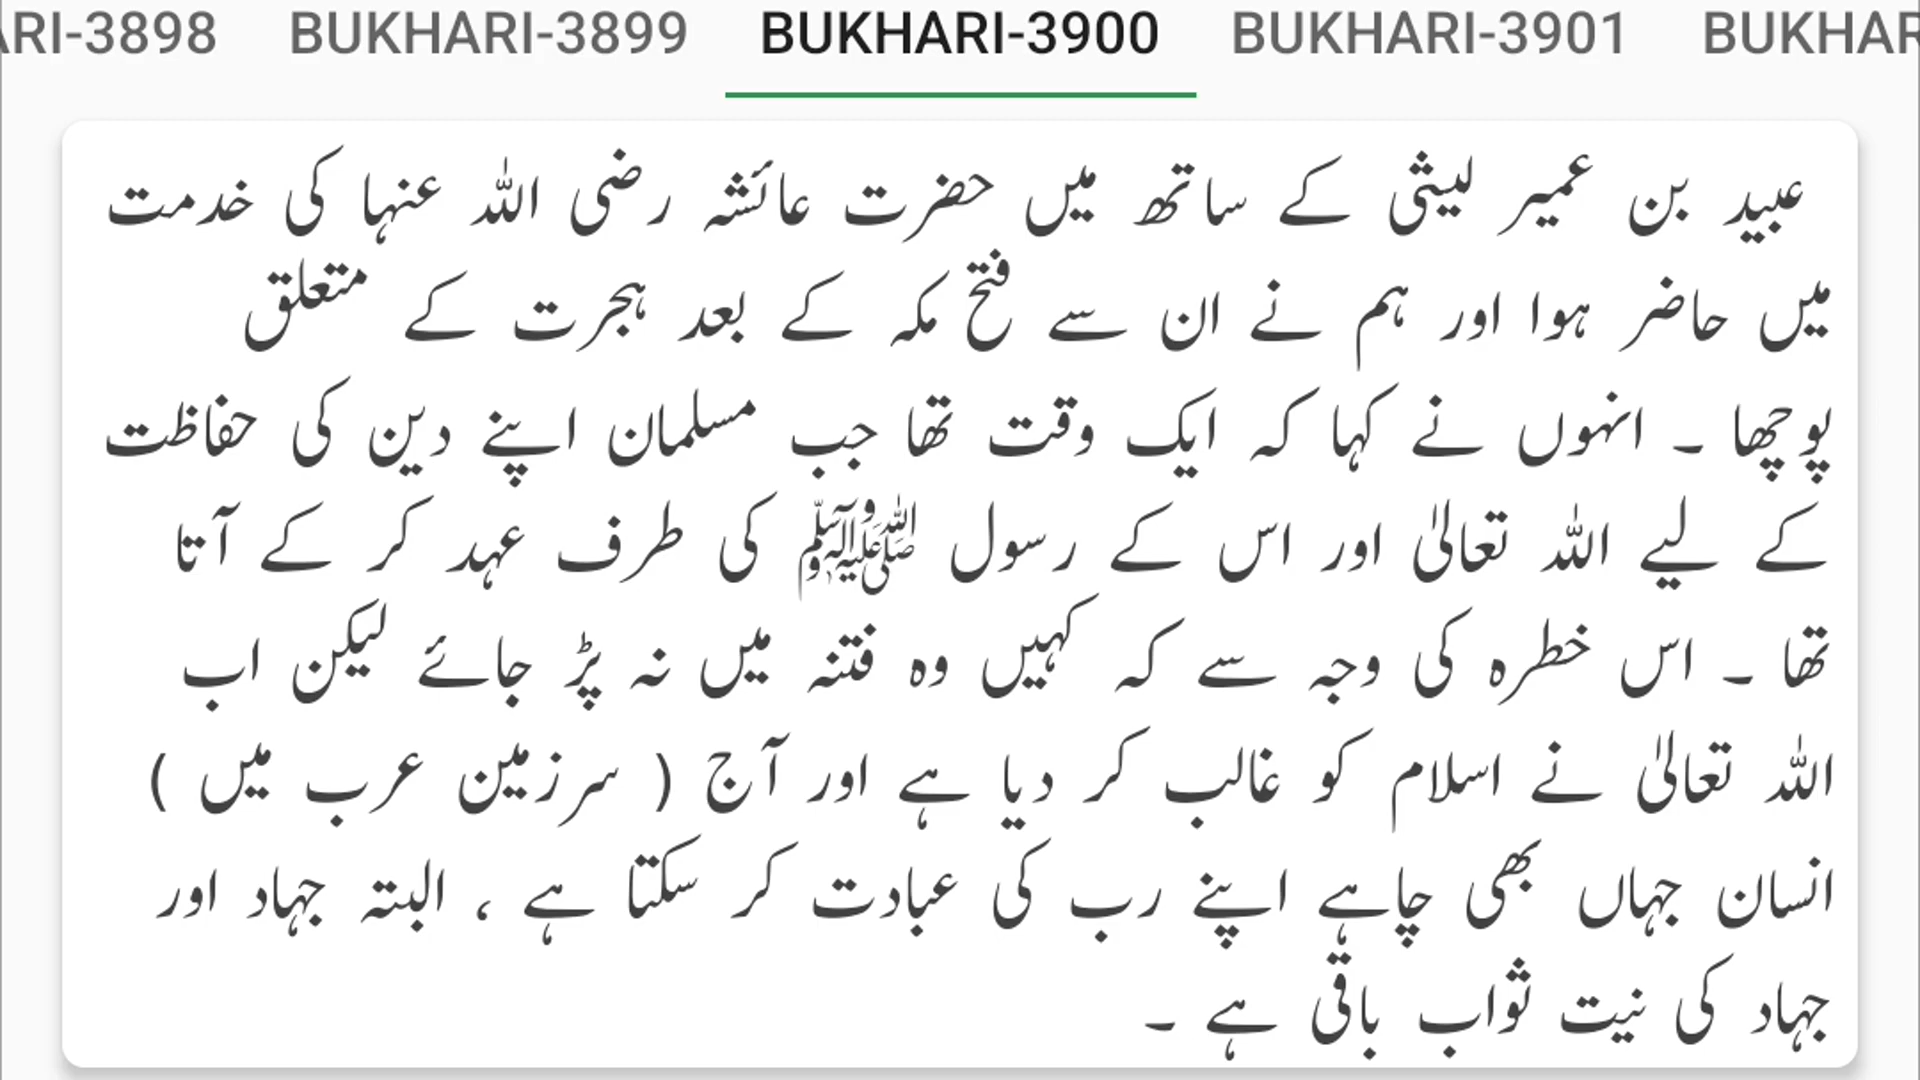 ARI-3898 BUKHARI-3899 BUKHARI-3900 BUKHARI-3901 BUKHAR
عبید بن عمیر لیثی کے ساتھ میں حضرت عائشہ رضی اللہ عنہا کی خدمت
میں حاضر ہوا اور ہم نے ان سے فتح مکہ کے بعد ہجرت کے متعلق
پوچھا ۔ انہوں نے کہا کہ ایک وقت تھا جب مسلمان اپنے دین کی حفاظت
کے لیے اللہ تعالیٰ اور اس کے رسول ﷺ کی طرف عہد کر کے آتا
تھا ۔ اس خطرہ کی وجہ سے کہ کہیں وہ فتنہ میں نہ پڑ جائے لیکن اب
اللہ تعالیٰ نے اسلام کو غالب کر دیا ہے اور آج ( سرزمین عرب میں )
انسان جہاں بھی چاہے اپنے رب کی عبادت کر سکتا ہے ، البتہ جہاد اور
جہاد کی نیت ثواب باقی ہے ۔